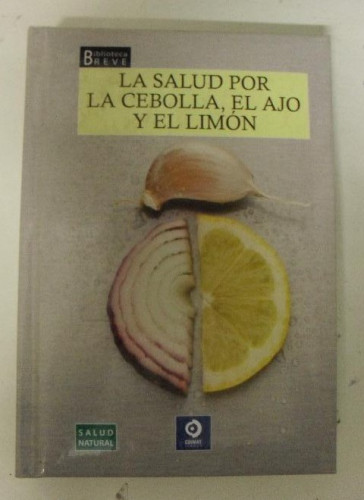 Biblioteca
BREVE
LA SALUD POR
LA CEBOLLA, EL AJO
Y EL LIMÓN
SALUD
NATURAL